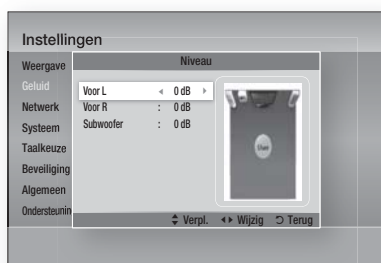 Instellingen
Weergave
Geluid
Netwerk
Systeem
Taalkeuze
Beveiliging
Algemeen
Ondersteunin
Niveau
Voor L ◀ 0 dB ▶
Voor R : 0 dB
Subwoofer : 0 dB
Verpl. Wijzig Terug